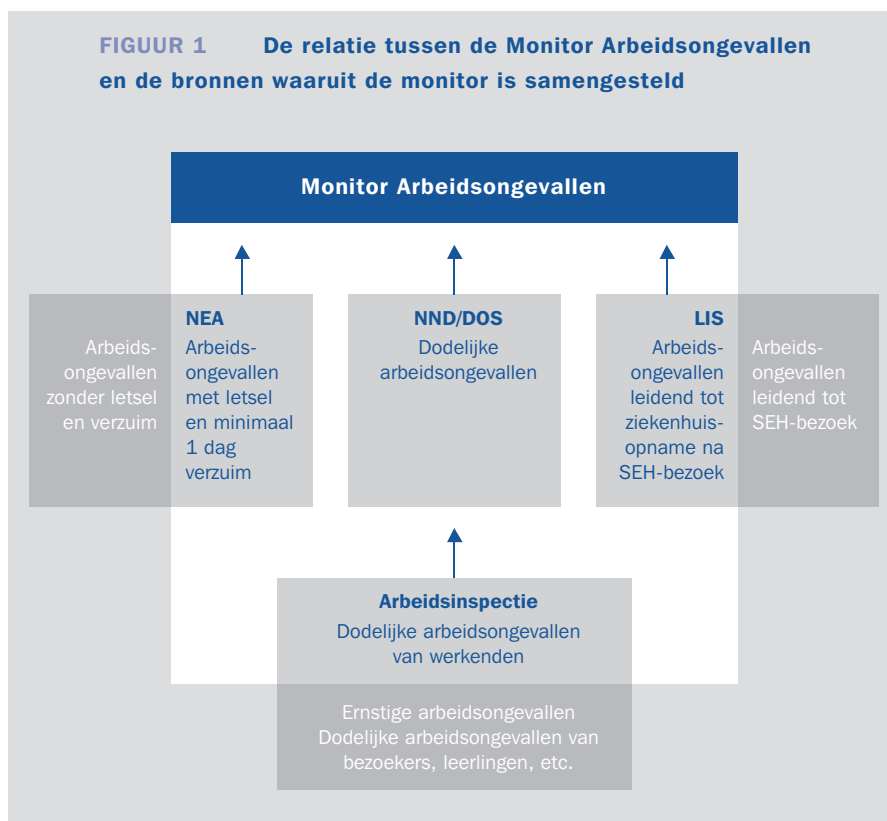 FIGUUR 1 De relatie tussen de Monitor Arbeidsongevallen
en de bronnen waaruit de monitor is samengesteld
Monitor Arbeidsongevallen
Arbeids-
ongevallen
zonder letsel
en verzuim
NEA
Arbeids-
ongevallen
met letsel
en minimaal
1 dag
verzuim
NND/DOS
Dodelijke
arbeidsongevallen
LIS
Arbeids-
ongevallen
leidend tot
ziekenhuis-
opname na
SEH-bezoek
Arbeids-
ongevallen
leidend tot
SEH-bezoek
Arbeidsinspectie
Dodelijke arbeidsongevallen
van werkenden
Ernstige arbeidsongevallen
Dodelijke arbeidsongevallen van
bezoekers, leerlingen, etc.